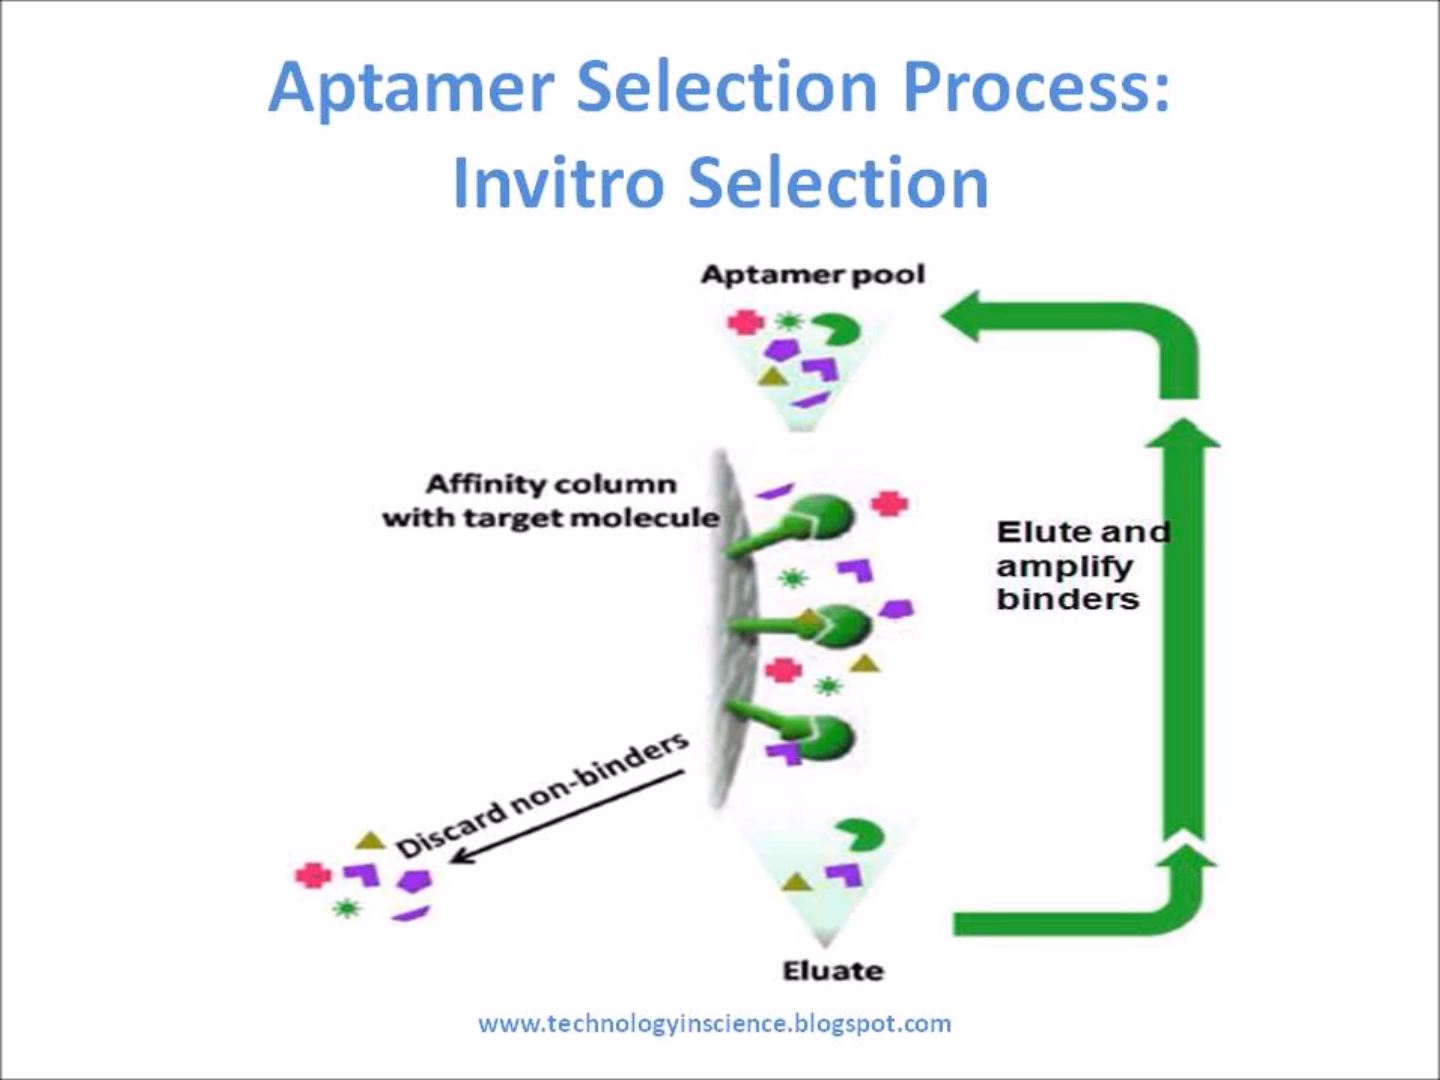 Aptamer Selection Process:
Invitro Selection
Aptamer pool
Affinity column
with target molecule
Elute and
amplify
binders
Discard non-binders
Eluate
www.technologyinscience.blogspot.com